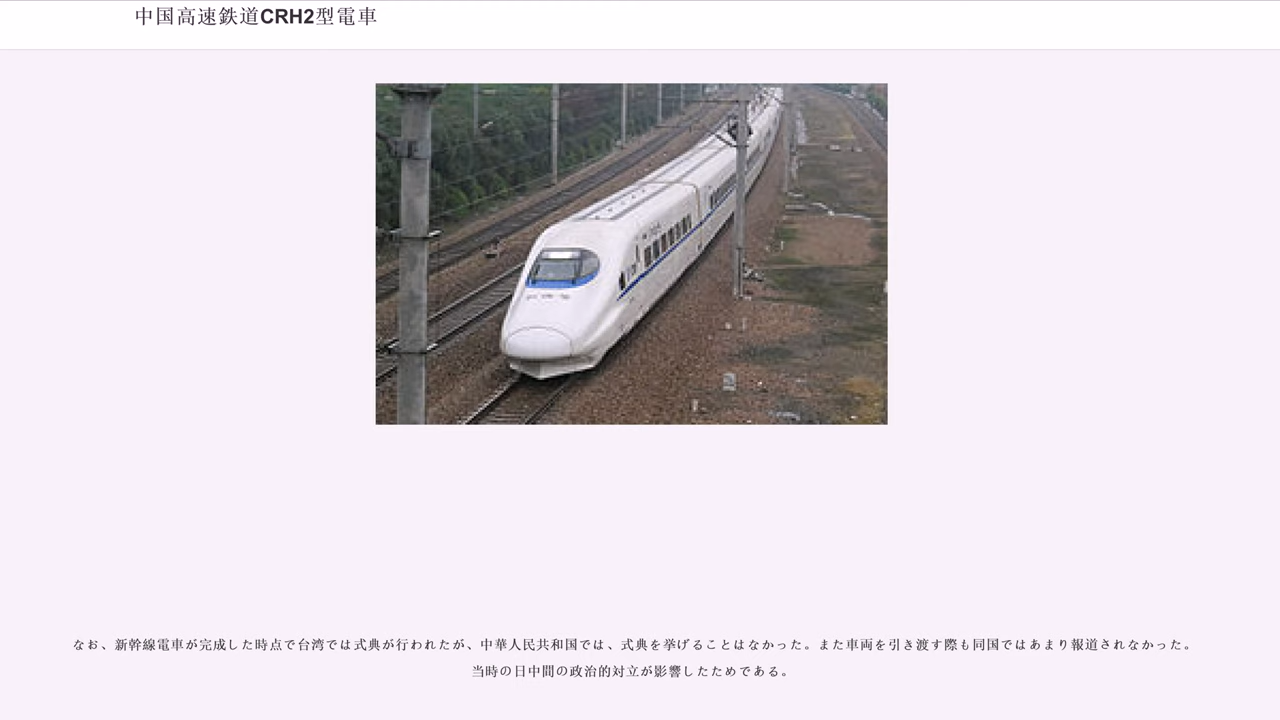 中国高速鉄道CRH2型電車
なお、新幹線電車が完成した時点で台湾では式典が行われたが、中華人民共和国では、式典を挙げることはなかった。また車両を引き渡す際も同国ではあまり報道されなかった。
当時の日中間の政治的対立が影響したためである。